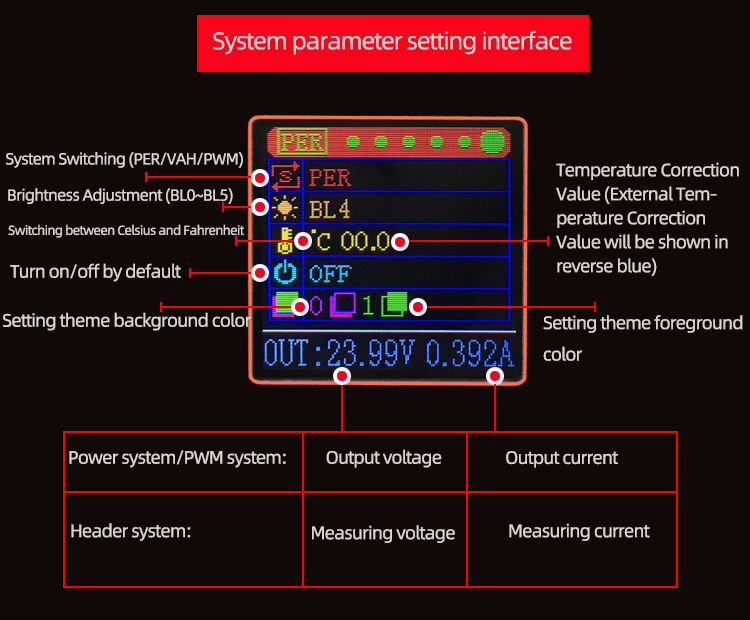 System parameter setting interface
PER
System Switching (PER/VAH/PWM)
PER
Brightness Adjustment (BL0~BL5)
BL4
Switching between Celsius and Fahrenheit
°C 00.0
Temperature Correction
Value (External Tem-
perature Correction
Value will be shown in
reverse blue)
Turn on/off by default
OFF
Setting theme background color
0 1
Setting theme foreground
color
OUT:23.99V 0.392A
Power system/PWM system: Output voltage Output current
Header system: Measuring voltage Measuring current